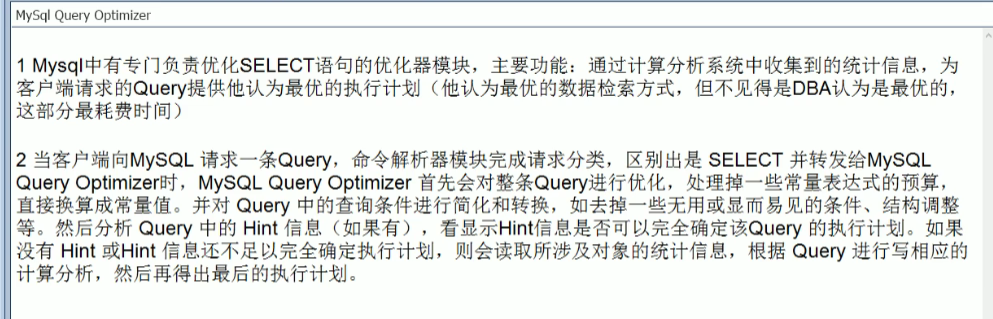 MySql Query Optimizer
1 Mysql中有专门负责优化SELECT语句的优化器模块，主要功能：通过计算分析系统中收集到的统计信息，为
客户端请求的Query提供他认为最优的执行计划（他认为最优的数据检索方式，但不见得是DBA认为是最优的，
这部分最耗费时间）
2 当客户端向MySQL 请求一条Query，命令解析器模块完成请求分类，区别出是 SELECT 并转发给MySQL
Query Optimizer时，MySQL Query Optimizer 首先会对整条Query进行优化，处理掉一些常量表达式的预算，
直接换算成常量值。并对 Query 中的查询条件进行简化和转换，如去掉一些无用或显而易见的条件、结构调整
等。然后分析 Query 中的 Hint 信息（如果有），看显示Hint信息是否可以完全确定该Query 的执行计划。如果
没有 Hint 或Hint 信息还不足以完全确定执行计划，则会读取所涉及对象的统计信息，根据 Query 进行写相应的
计算分析，然后再得出最后的执行计划。